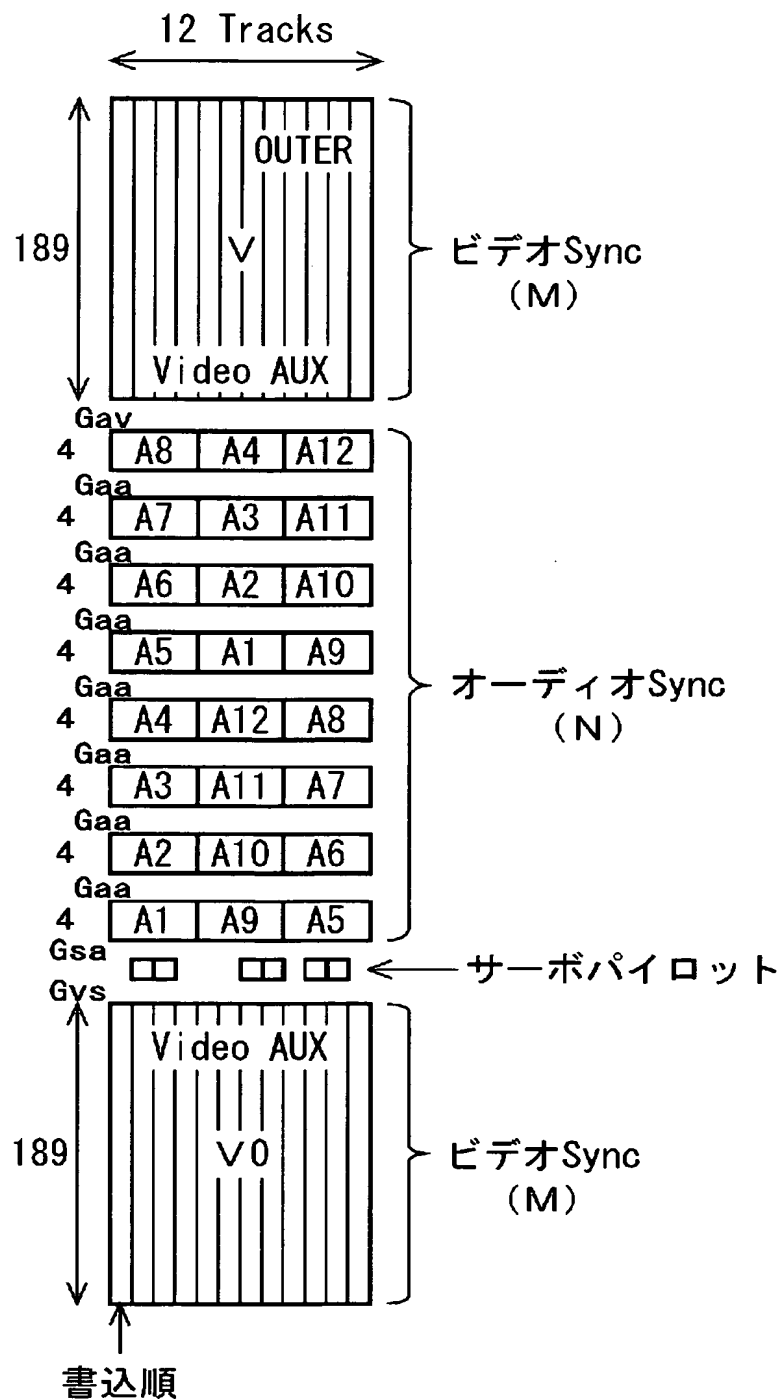 12 Tracks
189
OUTER
V
Video AUX
ビデオSync
(M)
Gav
4 A8 A4 A12
Gaa
4 A7 A3 A11
Gaa
4 A6 A2 A10
Gaa
4 A5 A1 A9
Gaa
4 A4 A12 A8
Gaa
4 A3 A11 A7
Gaa
4 A2 A10 A6
Gaa
4 A1 A9 A5
オーディオSync
(N)
Gsa
サーボパイロット
Gvs
Video AUX
189
V0
ビデオSync
(M)
書込順